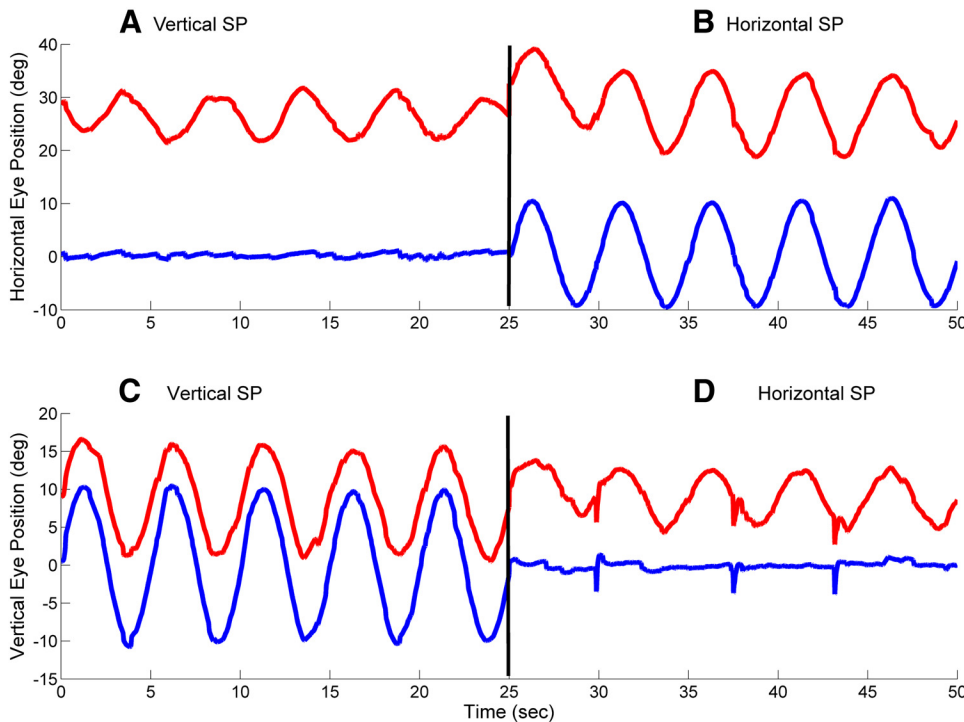 A Vertical SP
B Horizontal SP
Horizontal Eye Position (deg)
40
30
20
10
0
-10
0 5 10 15 20 25 30 35 40 45 50
C Vertical SP
D Horizontal SP
Vertical Eye Position (deg)
20
15
10
5
0
-5
-10
-15
0 5 10 15 20 25 30 35 40 45 50
Time (sec)